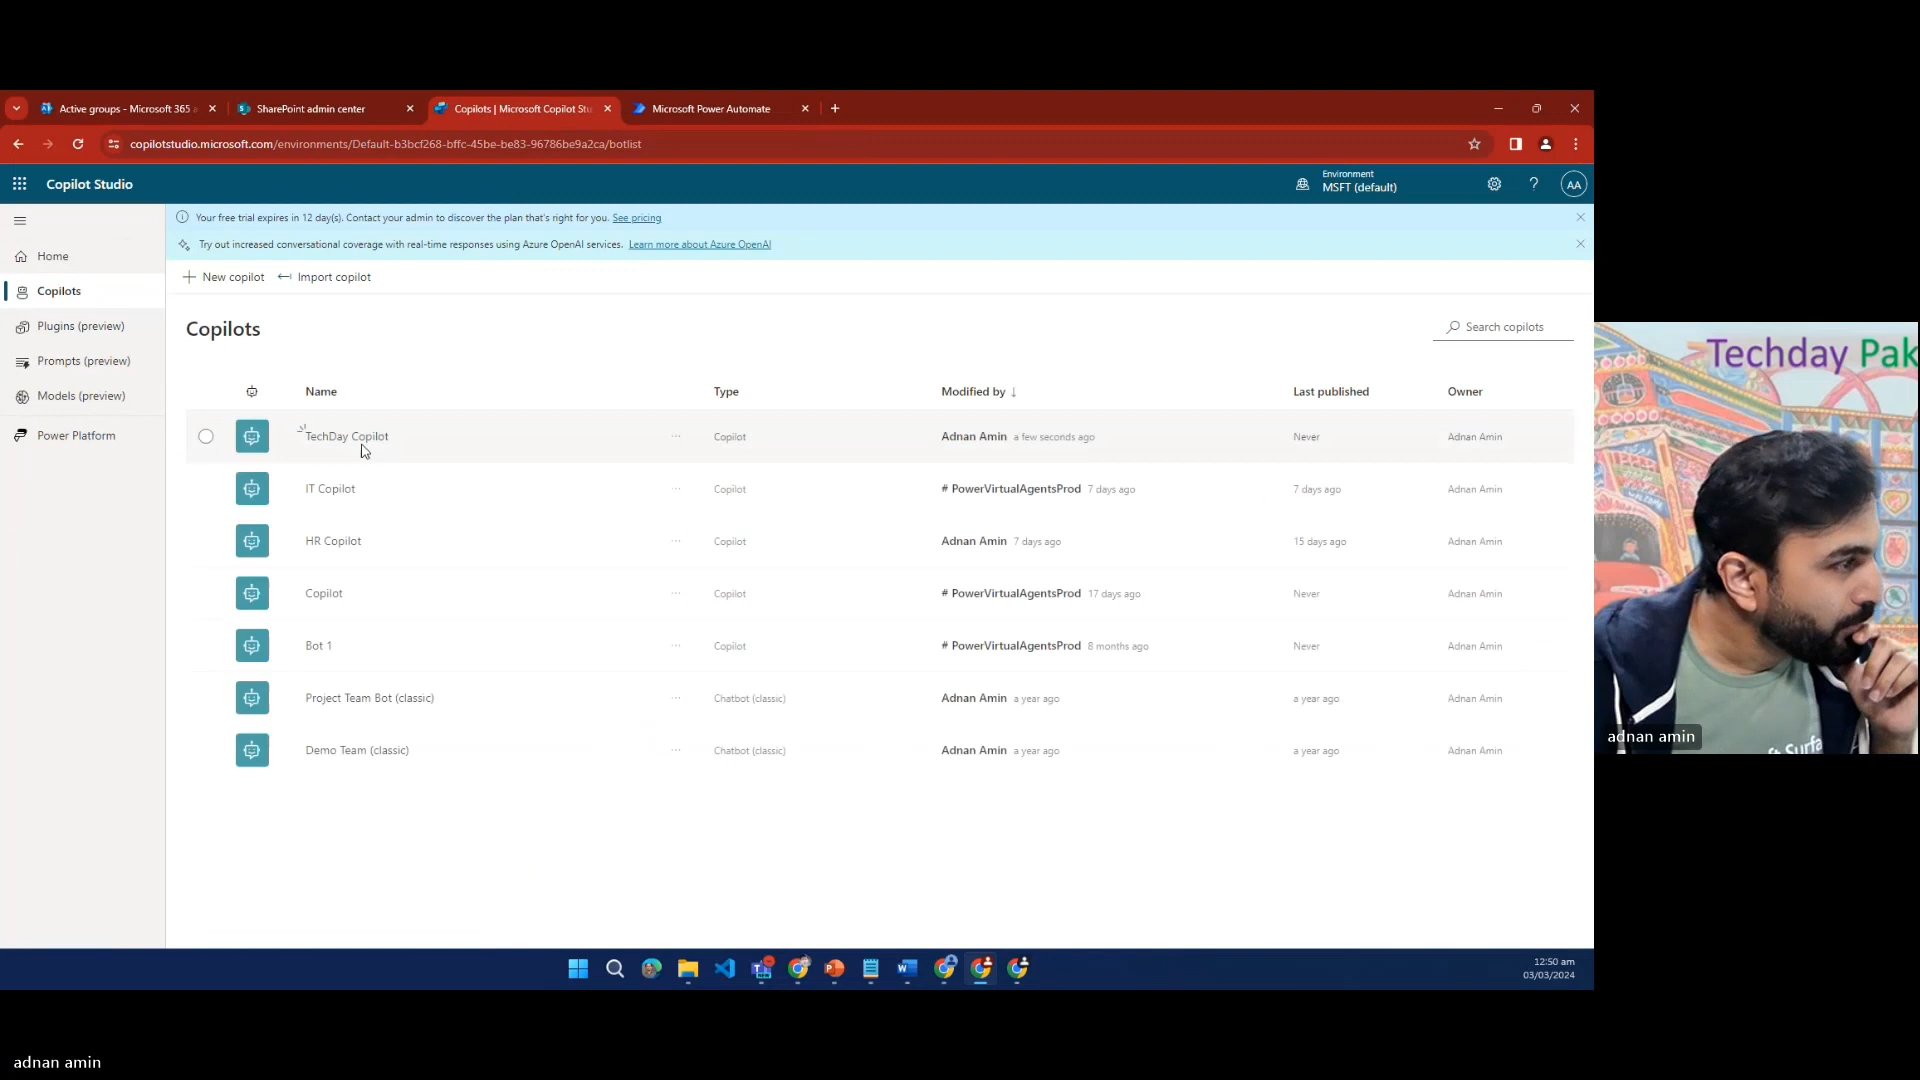 Active groups - Microsoft 365 a
SharePoint admin center
Copilots | Microsoft Copilot Stu
Microsoft Power Automate
copilotstudio.microsoft.com/environments/Default-b3bcf268-bffc-45be-be83-96786be9a2ca/botlist
Copilot Studio
Environment
MSFT (default)
?
AA
Your free trial expires in 12 day(s). Contact your admin to discover the plan that's right for you. See pricing
Try out increased conversational coverage with real-time responses using Azure OpenAI services. Learn more about Azure OpenAI
Home
Copilots
Plugins (preview)
Prompts (preview)
Models (preview)
Power Platform
New copilot Import copilot
Copilots
Search copilots
Name Type Modified by ↓ Last published Owner
TechDay Copilot ... Copilot Adnan Amin a few seconds ago Never Adnan Amin
IT Copilot ... Copilot # PowerVirtualAgentsProd 7 days ago 7 days ago Adnan Amin
HR Copilot ... Copilot Adnan Amin 7 days ago 15 days ago Adnan Amin
Copilot ... Copilot # PowerVirtualAgentsProd 17 days ago Never Adnan Amin
Bot 1 ... Copilot # PowerVirtualAgentsProd 8 months ago Never Adnan Amin
Project Team Bot (classic) ... Chatbot (classic) Adnan Amin a year ago a year ago Adnan Amin
Demo Team (classic) ... Chatbot (classic) Adnan Amin a year ago a year ago Adnan Amin
12:50 am
03/03/2024
Techday Pak
adnan amin
adnan amin